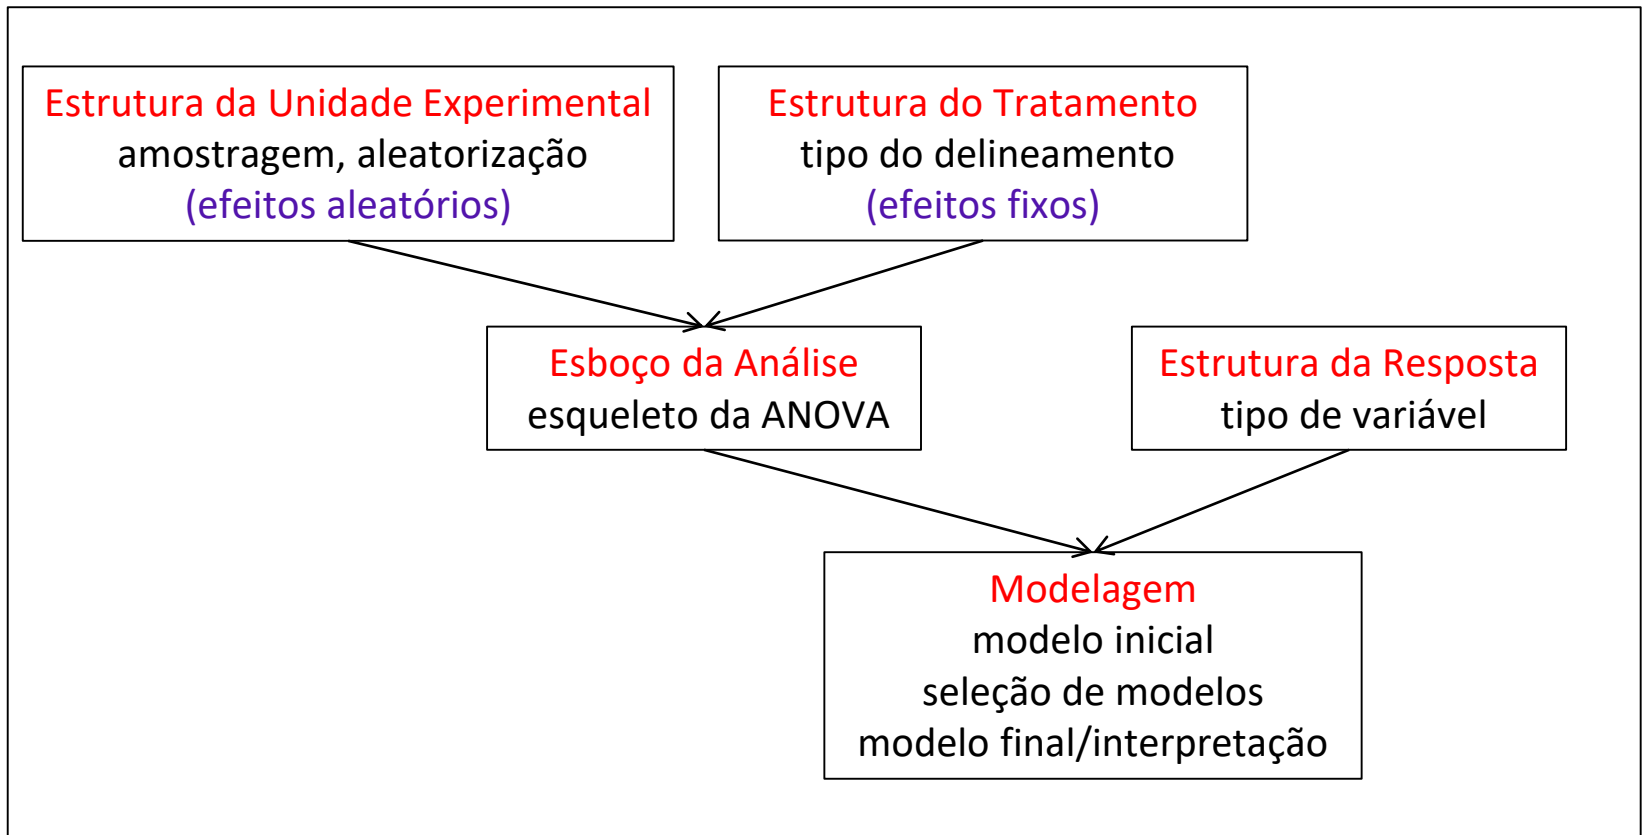 Estrutura da Unidade Experimental
amostragem, aleatorização
(efeitos aleatórios)
Estrutura do Tratamento
tipo do delineamento
(efeitos fixos)
Esboço da Análise
esqueleto da ANOVA
Estrutura da Resposta
tipo de variável
Modelagem
modelo inicial
seleção de modelos
modelo final/interpretação